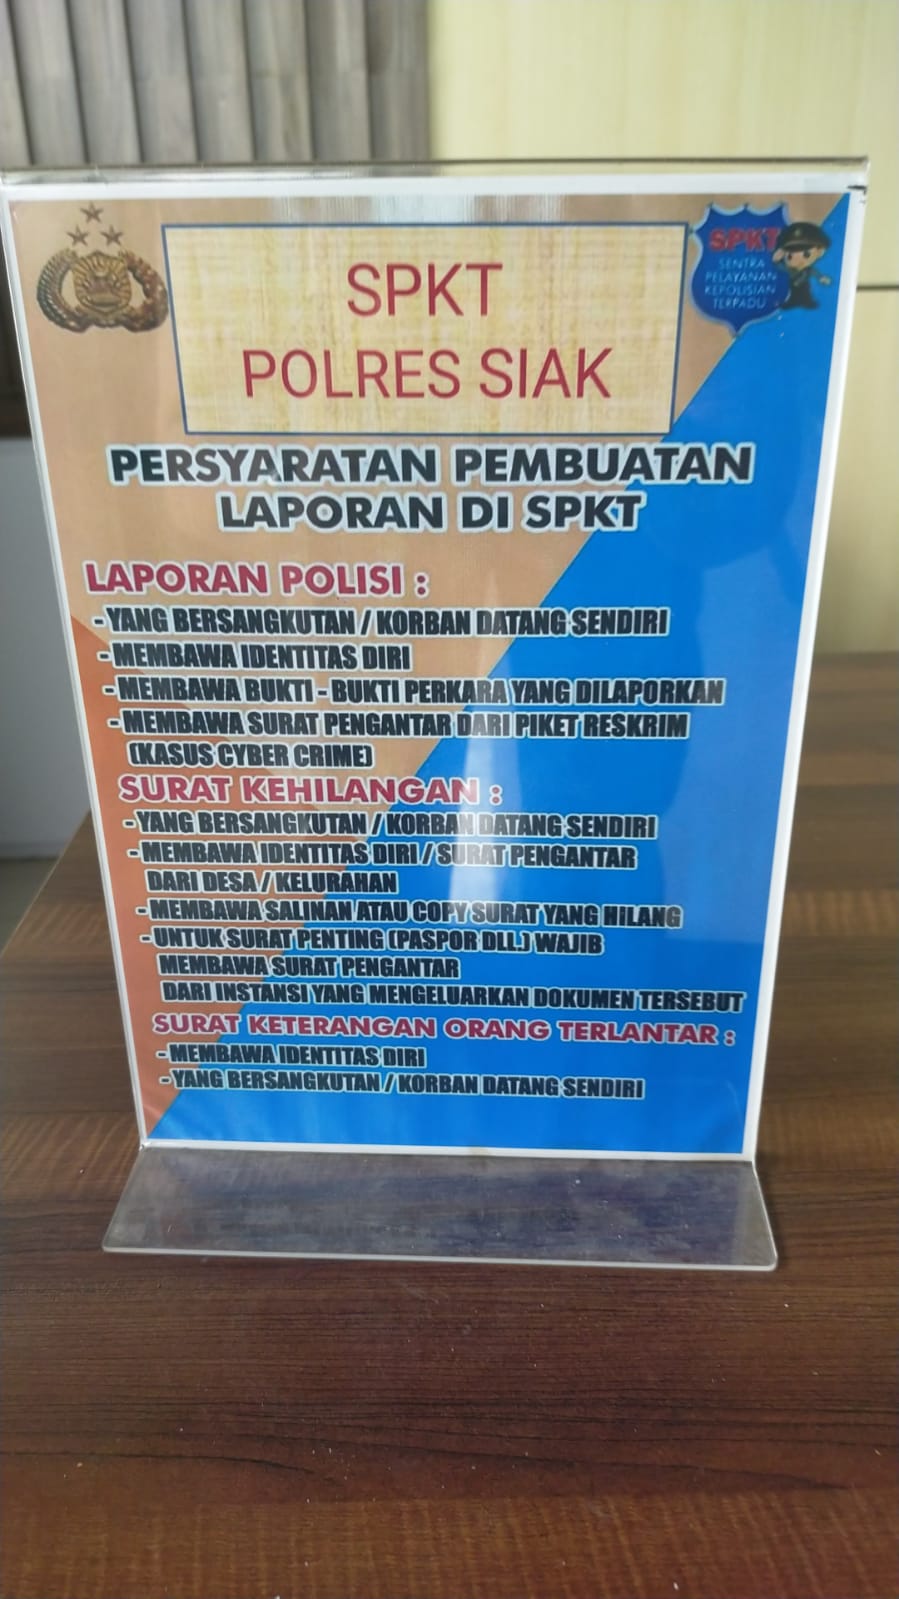 SPKT
POLRES SIAK
SPKT
SENTRA
PELAYANAN
KEPOLISIAN
TERPADU
PERSYARATAN PEMBUATAN
LAPORAN DI SPKT
LAPORAN POLISI :
- YANG BERSANGKUTAN / KORBAN DATANG SENDIRI
- MEMBAWA IDENTITAS DIRI
- MEMBAWA BUKTI - BUKTI PERKARA YANG DILAPORKAN
- MEMBAWA SURAT PENGANTAR DARI PIKET RESKRIM
(KASUS CYBER CRIME)
SURAT KEHILANGAN :
- YANG BERSANGKUTAN / KORBAN DATANG SENDIRI
- MEMBAWA IDENTITAS DIRI / SURAT PENGANTAR
DARI DESA / KELURAHAN
- MEMBAWA SALINAN ATAU COPY SURAT YANG HiLANG
- UNTUK SURAT PENTING (PASPOR DLL.) WAJIB
MEMBAWA SURAT PENGANTAR
DARI INSTANSI YANG MENGELUARKAN DOKUMEN TERSEBUT
SURAT KETERANGAN ORANG TERLANTAR :
- MEMBAWA IDENTITAS DIRI
- YANG BERSANGKUTAN / KORBAN DATANG SENDIRI